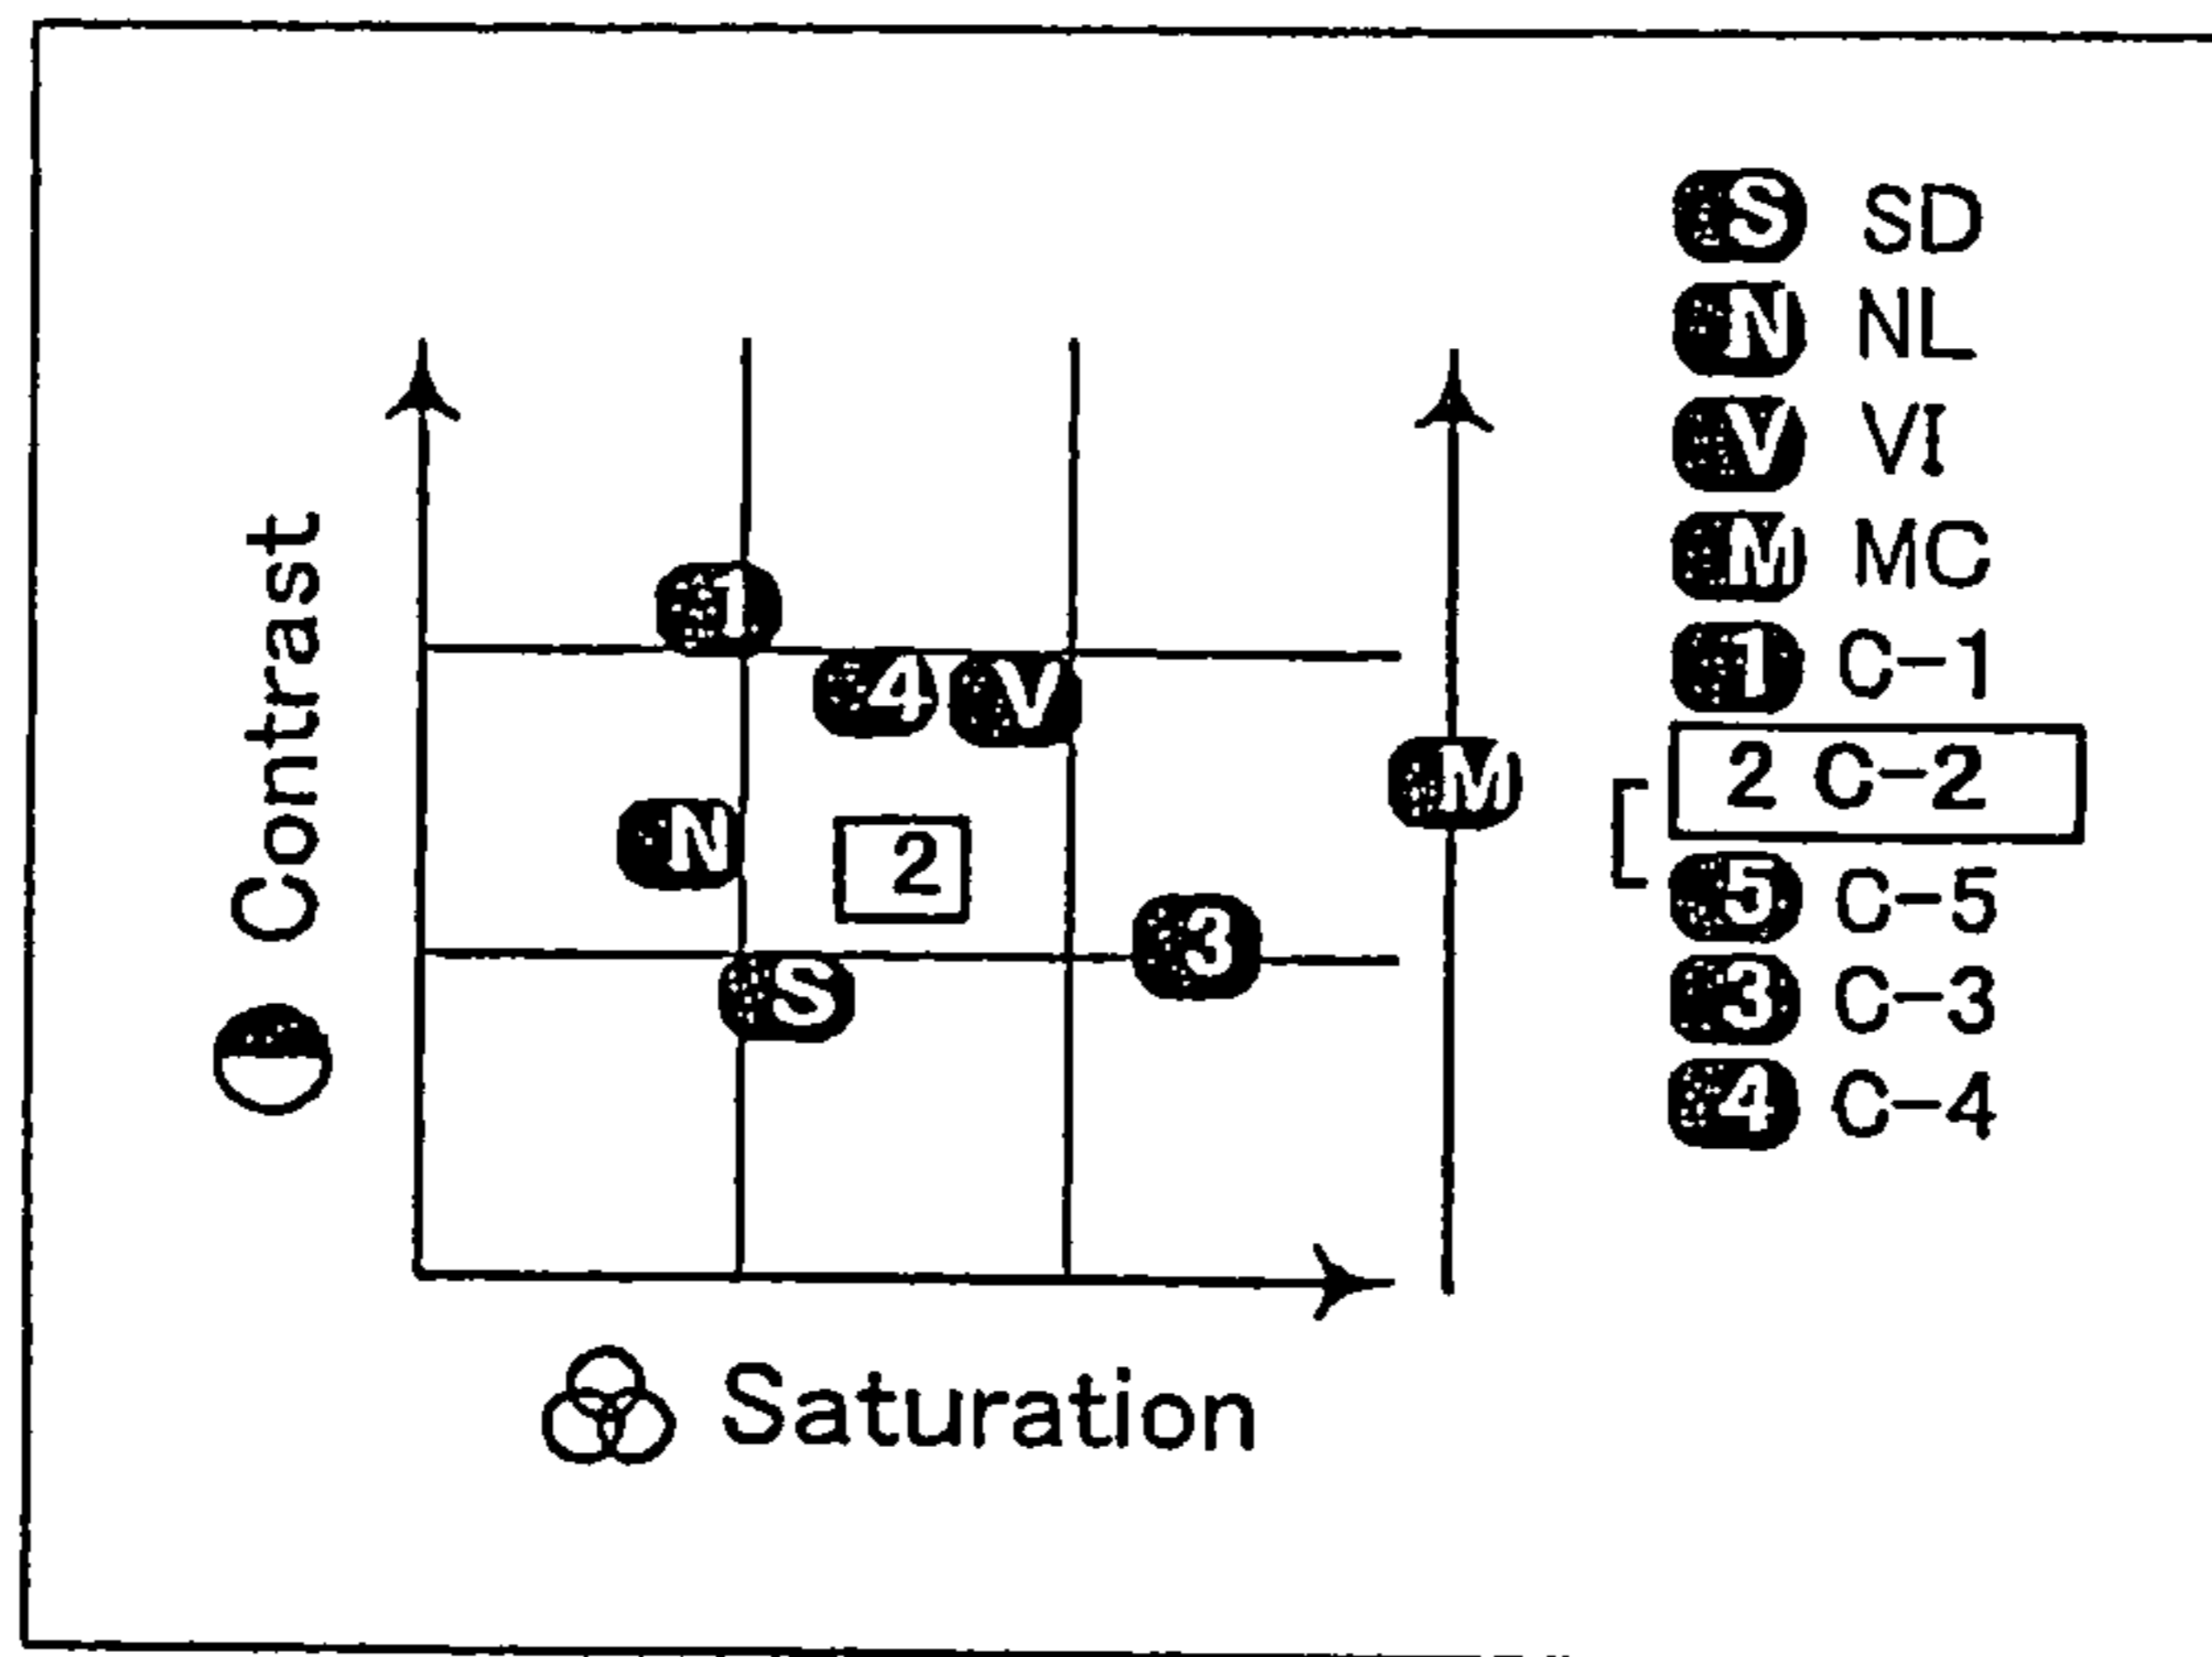 Contrast
1
4 V
M
N
2
3
S
Saturation
S SD
N NL
V VI
M MC
1 C-1
2 C-2
5 C-5
3 C-3
4 C-4